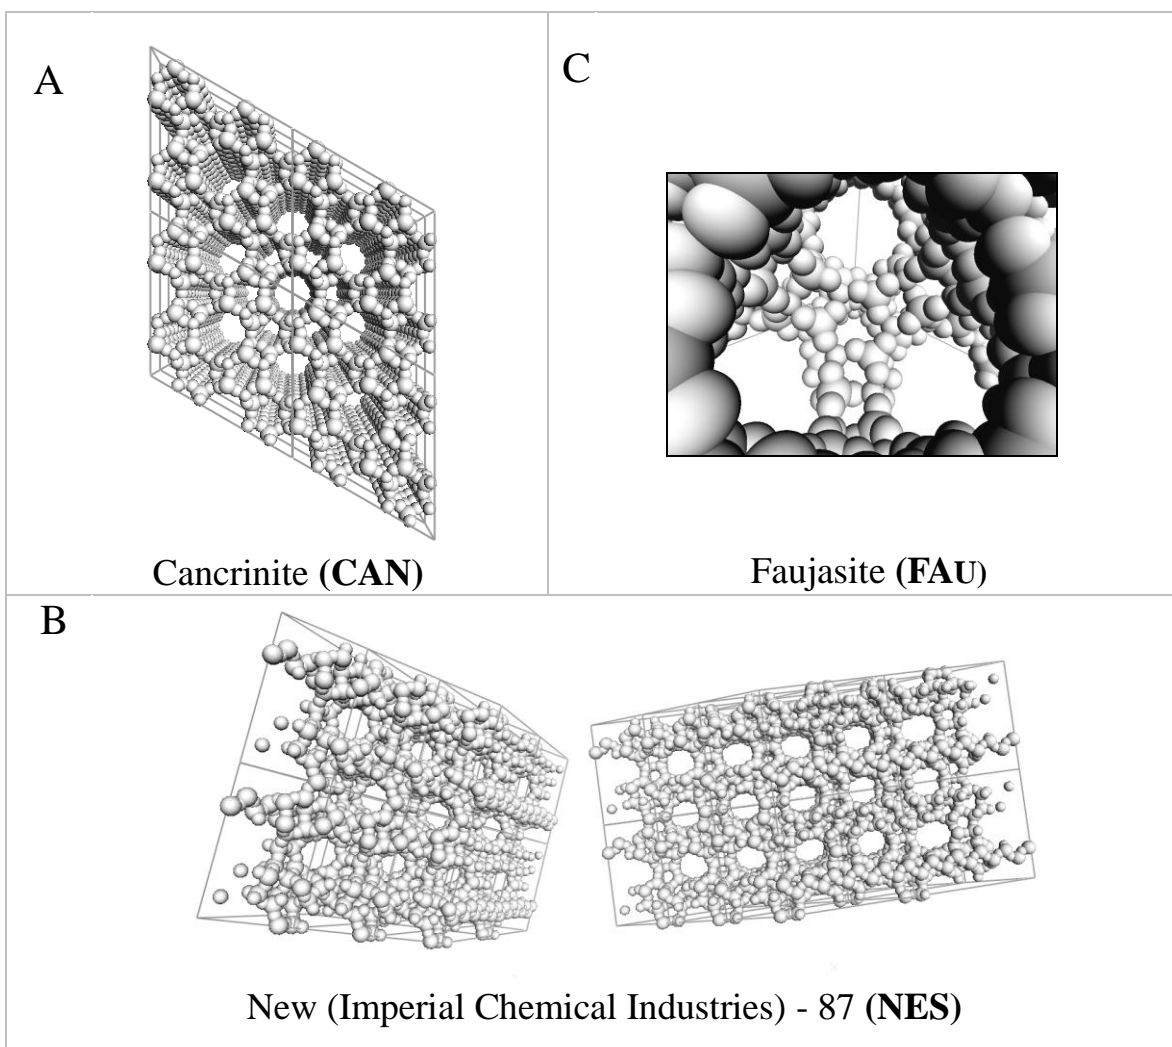 A
C
Cancrinite (CAN)
Faujasite (FAU)
B
New (Imperial Chemical Industries) - 87 (NES)